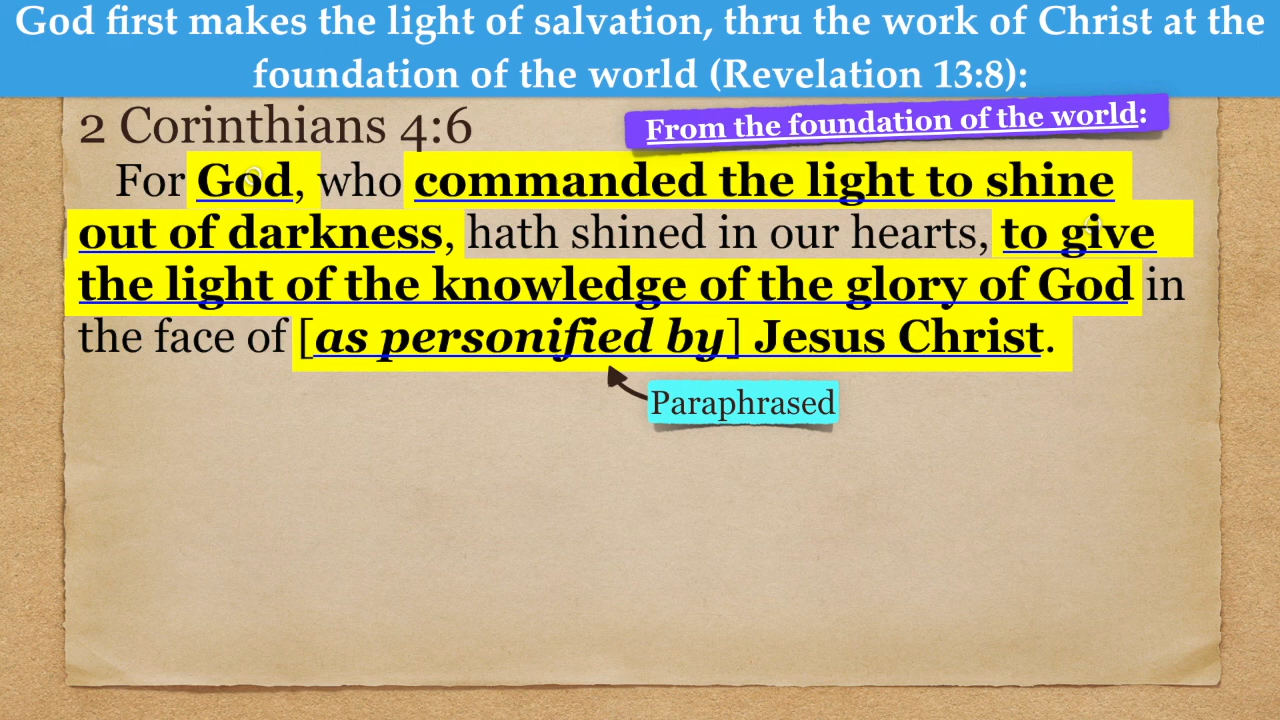 God first makes the light of salvation, thru the work of Christ at the
foundation of the world (Revelation 13:8):
2 Corinthians 4:6
From the foundation of the world:
For God, who commanded the light to shine
out of darkness, hath shined in our hearts, to give
the light of the knowledge of the glory of God in
the face of [as personified by] Jesus Christ.
Paraphrased